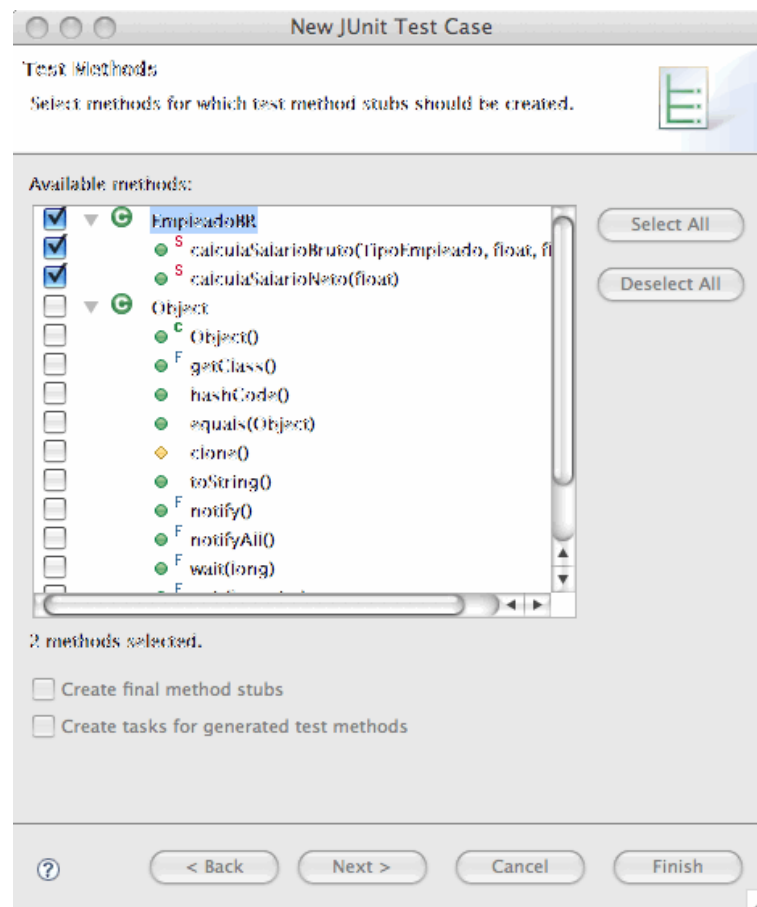 New JUnit Test Case
Test Methods
Select methods for which test method stubs should be created.
Available methods:
EmpleadoBR
S calculaSalarioBruto(TipoEmpleado, float, fl
S calculaSalarioNeto(float)
Object
C Object()
F getClass()
hashCode()
equals(Object)
clone()
toString()
F notify()
F notifyAll()
F wait(long)
F
Select All
Deselect All
2 methods selected.
Create final method stubs
Create tasks for generated test methods
? < Back Next > Cancel Finish